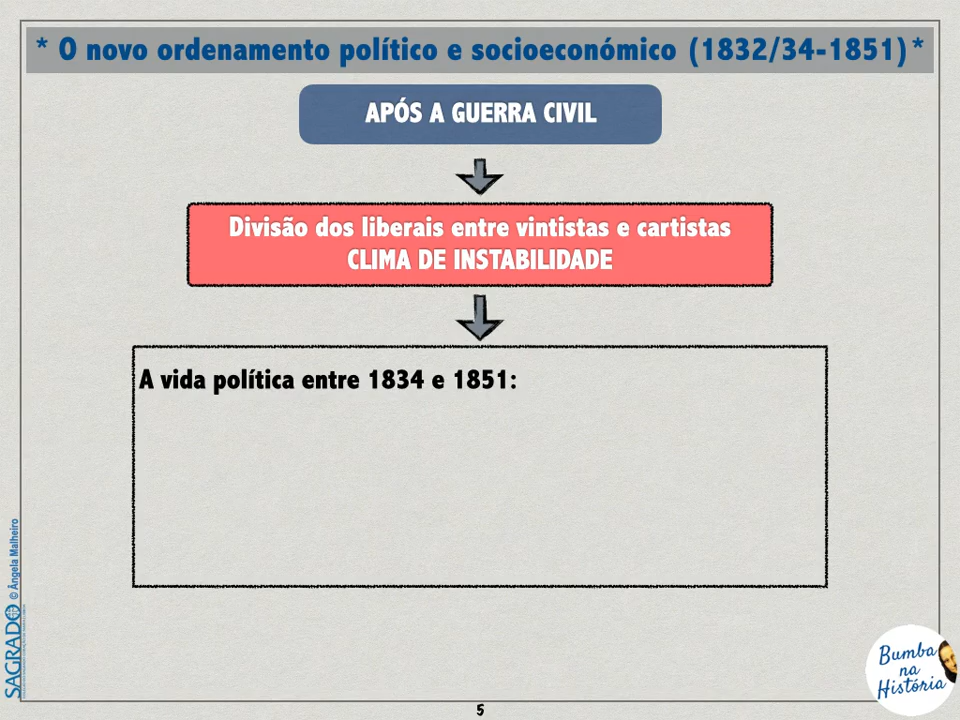 * O novo ordenamento político e socioeconómico (1832/34-1851)*
APÓS A GUERRA CIVIL
Divisão dos liberais entre vintistas e cartistas
CLIMA DE INSTABILIDADE
A vida política entre 1834 e 1851:
SAGRADO © Ângela Malheiro
Bumba
na
História
5